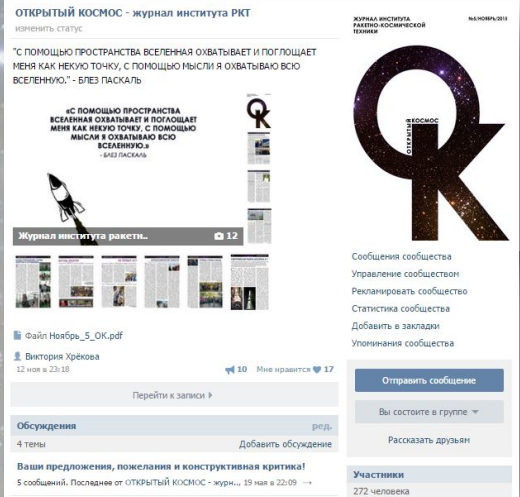 ОТКРЫТЫЙ КОСМОС - журнал института РКТ
изменить статус
"С ПОМОЩЬЮ ПРОСТРАНСТВА ВСЕЛЕННАЯ ОХВАТЫВАЕТ И ПОГЛОЩАЕТ
МЕНЯ КАК НЕКУЮ ТОЧКУ, С ПОМОЩЬЮ МЫСЛИ Я ОХВАТЫВАЮ ВСЮ
ВСЕЛЕННУЮ." - БЛЕЗ ПАСКАЛЬ
«С ПОМОЩЬЮ ПРОСТРАНСТВА
ВСЕЛЕННАЯ ОХВАТЫВАЕТ И ПОГЛОЩАЕТ
МЕНЯ КАК НЕКУЮ ТОЧКУ, С ПОМОЩЬЮ
МЫСЛИ Я ОХВАТЫВАЮ ВСЮ
ВСЕЛЕННУЮ.»
- БЛЕЗ ПАСКАЛЬ
Журнал института ракетн..
12
Файл Ноябрь_5_ОК.pdf
Виктория Хрёкова
12 ноя в 23:18
10 Мне нравится 17
Перейти к записи
Обсуждения
ред.
4 темы
Добавить обсуждение
Ваши предложения, пожелания и конструктивная критика!
5 сообщений. Последнее от ОТКРЫТЫЙ КОСМОС - журн.., 19 мая в 22:09 →
ЖУРНАЛ ИНСТИТУТА
РАКЕТНО-КОСМИЧЕСКОЙ
ТЕХНИКИ
№5/НОЯБРЬ/2015
ОК
ОТКРЫТЫЙ
КОСМОС
Сообщения сообщества
Управление сообществом
Рекламировать сообщество
Статистика сообщества
Добавить в закладки
Упоминания сообщества
Отправить сообщение
Вы состоите в группе
Рассказать друзьям
Участники
272 человека